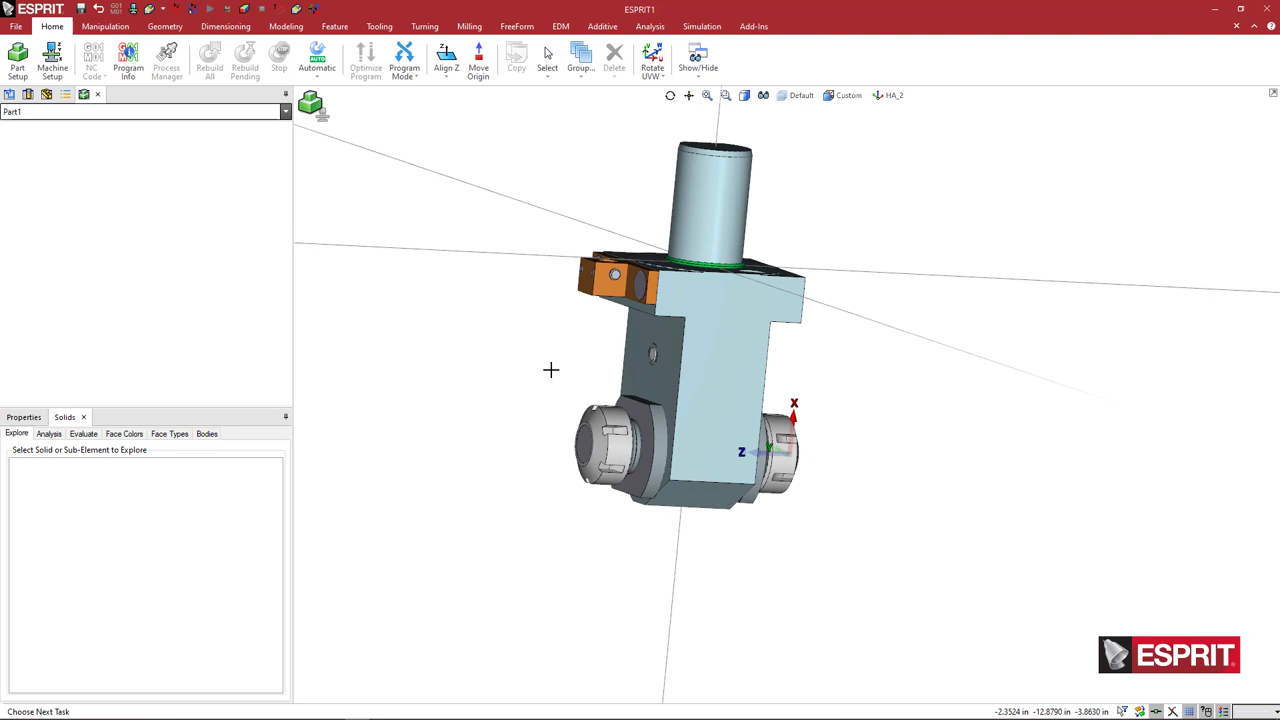 ESPRIT
ESPRIT1
File Home Manipulation Geometry Dimensioning Modeling Feature Tooling Turning Milling FreeForm EDM Additive Analysis Simulation Add-Ins
Part Setup
Machine Setup
NC Code
Program Info
Process Manager
Rebuild All
Rebuild Pending
Stop
AUTO
Automatic
Optimize Program
Program Mode
Align Z
Move Origin
Copy
Select
Group...
Delete
Rotate UVW
Show/Hide
Part1
Default Custom HA_2
X
Z
Y
Properties Solids
Explore Analysis Evaluate Face Colors Face Types Bodies
Select Solid or Sub-Element to Explore
ESPRIT
Choose Next Task
-2.3524 in -12.8790 in -3.8630 in